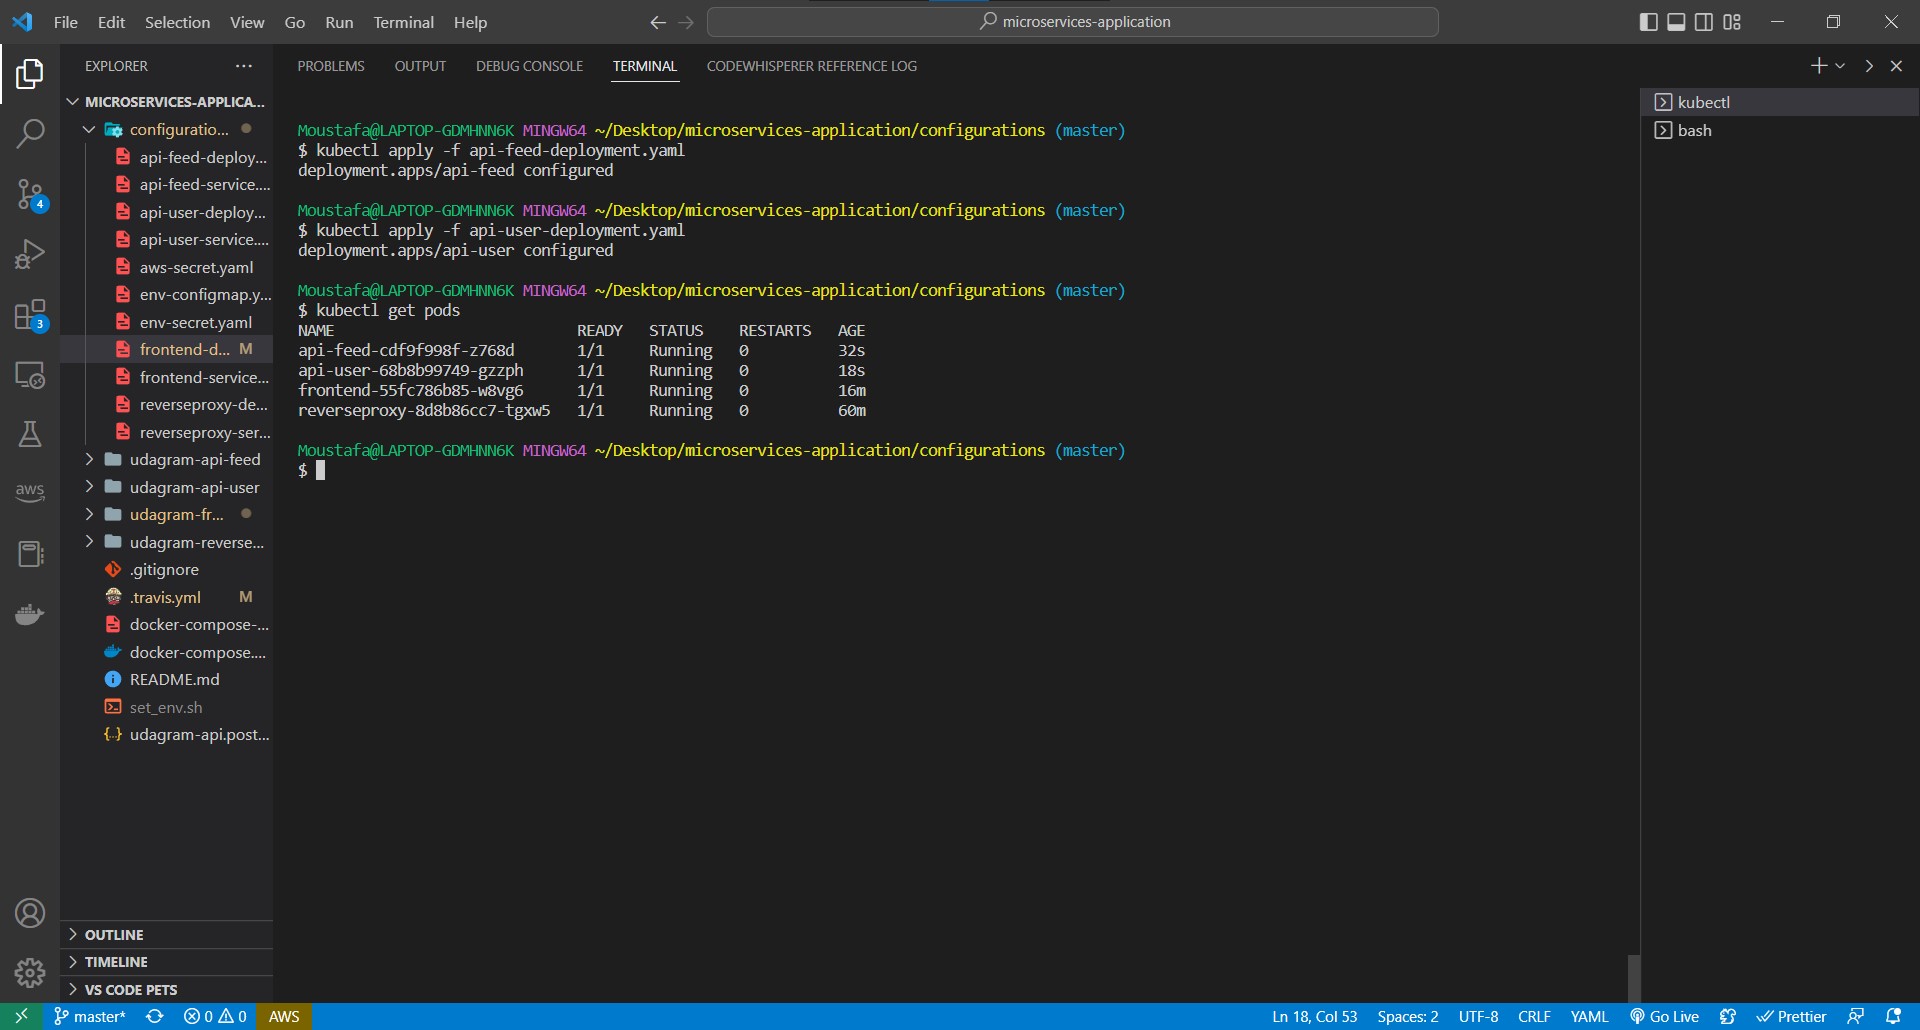 File Edit Selection View Go Run Terminal Help
microservices-application
EXPLORER
PROBLEMS OUTPUT DEBUG CONSOLE TERMINAL CODEWHISPERER REFERENCE LOG
MICROSERVICES-APPLICA...
configuratio...
api-feed-deploy...
api-feed-service....
api-user-deploy...
api-user-service....
aws-secret.yaml
env-configmap.y...
env-secret.yaml
frontend-d... M
frontend-service...
reverseproxy-de...
reverseproxy-ser...
udagram-api-feed
udagram-api-user
udagram-fr...
udagram-reverse...
.gitignore
.travis.yml M
docker-compose-...
docker-compose....
README.md
set_env.sh
udagram-api.post...
OUTLINE
TIMELINE
VS CODE PETS
4
3
aws
Moustafa@LAPTOP-GDMHNN6K MINGW64 ~/Desktop/microservices-application/configurations (master)
$ kubectl apply -f api-feed-deployment.yaml
deployment.apps/api-feed configured
Moustafa@LAPTOP-GDMHNN6K MINGW64 ~/Desktop/microservices-application/configurations (master)
$ kubectl apply -f api-user-deployment.yaml
deployment.apps/api-user configured
Moustafa@LAPTOP-GDMHNN6K MINGW64 ~/Desktop/microservices-application/configurations (master)
$ kubectl get pods
NAME READY STATUS RESTARTS AGE
api-feed-cdf9f998f-z768d 1/1 Running 0 32s
api-user-68b8b99749-gzzph 1/1 Running 0 18s
frontend-55fc786b85-w8vg6 1/1 Running 0 16m
reverseproxy-8d8b86cc7-tgxw5 1/1 Running 0 60m
Moustafa@LAPTOP-GDMHNN6K MINGW64 ~/Desktop/microservices-application/configurations (master)
$
kubectl
bash
master* 0 0 AWS
Ln 18, Col 53 Spaces: 2 UTF-8 CRLF YAML Go Live Prettier